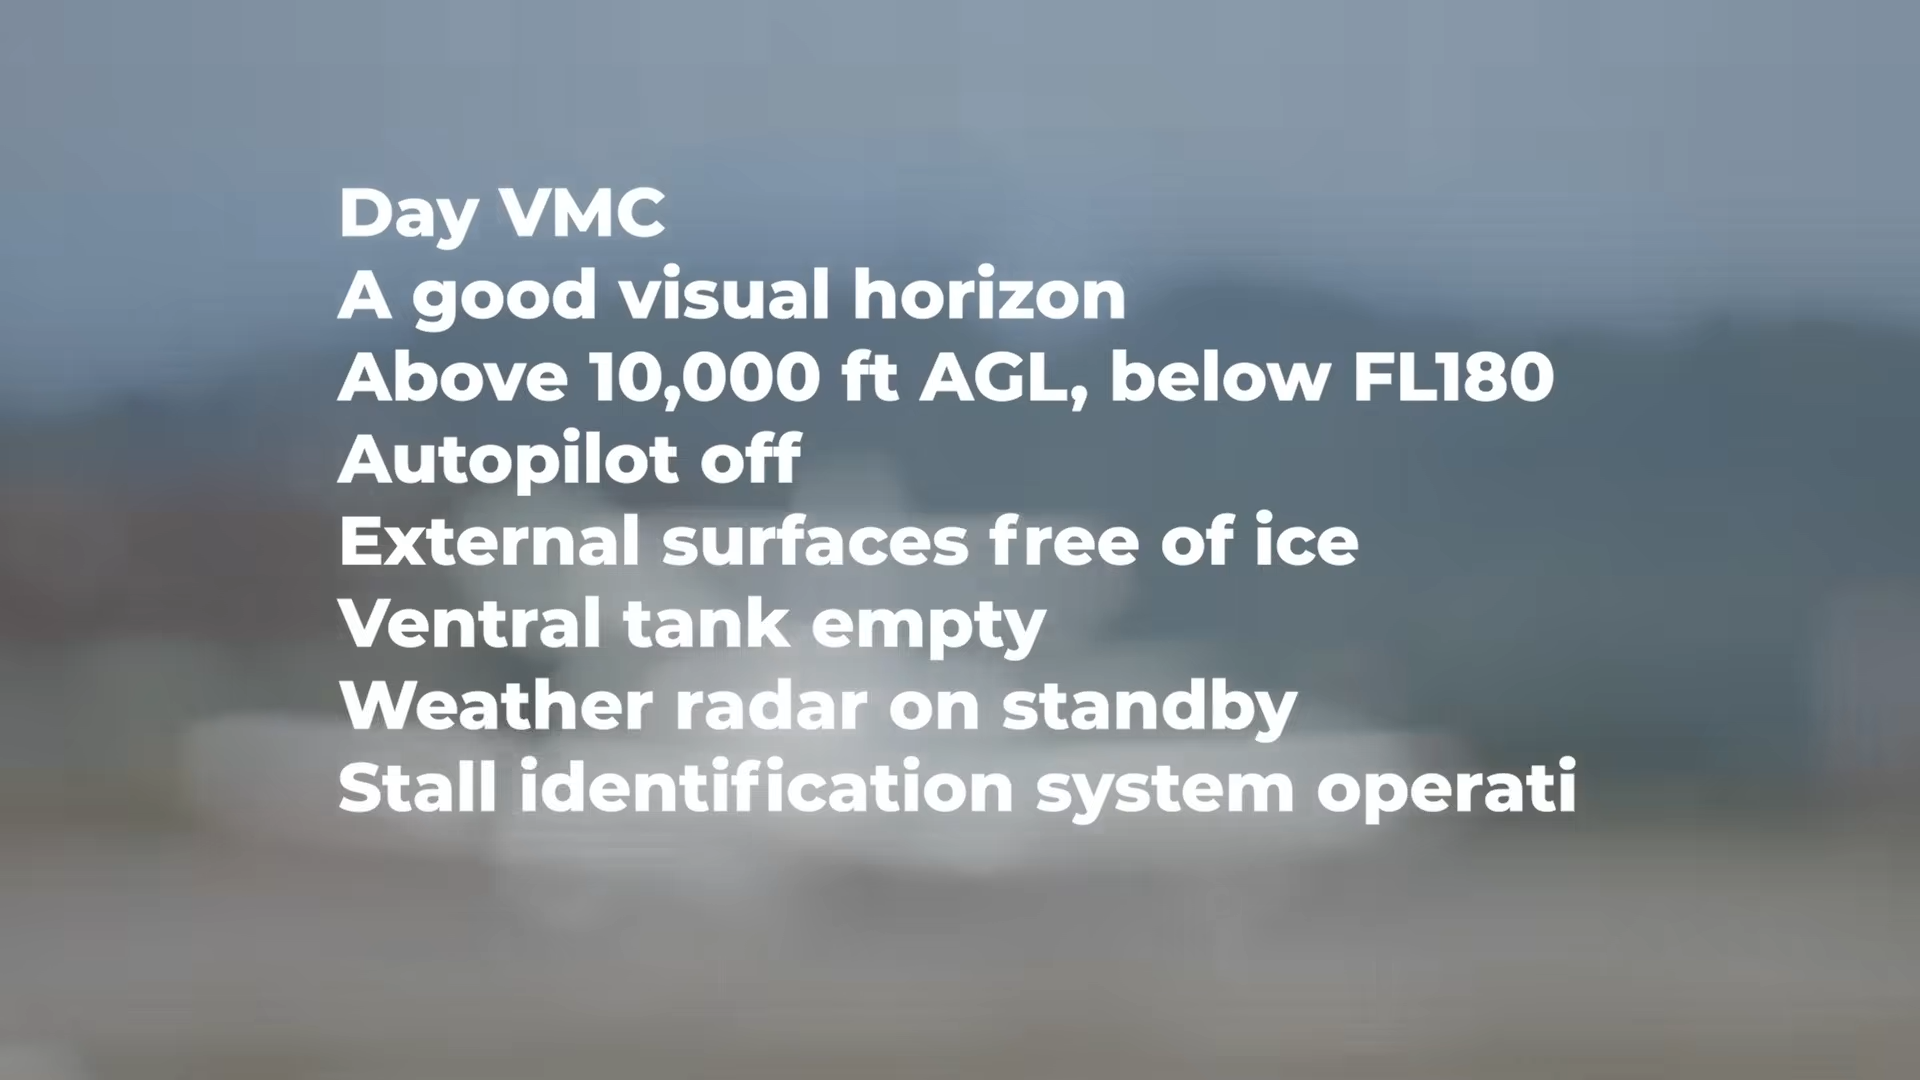 Day VMC
A good visual horizon
Above 10,000 ft AGL, below FL180
Autopilot off
External surfaces free of ice
Ventral tank empty
Weather radar on standby
Stall identification system operati